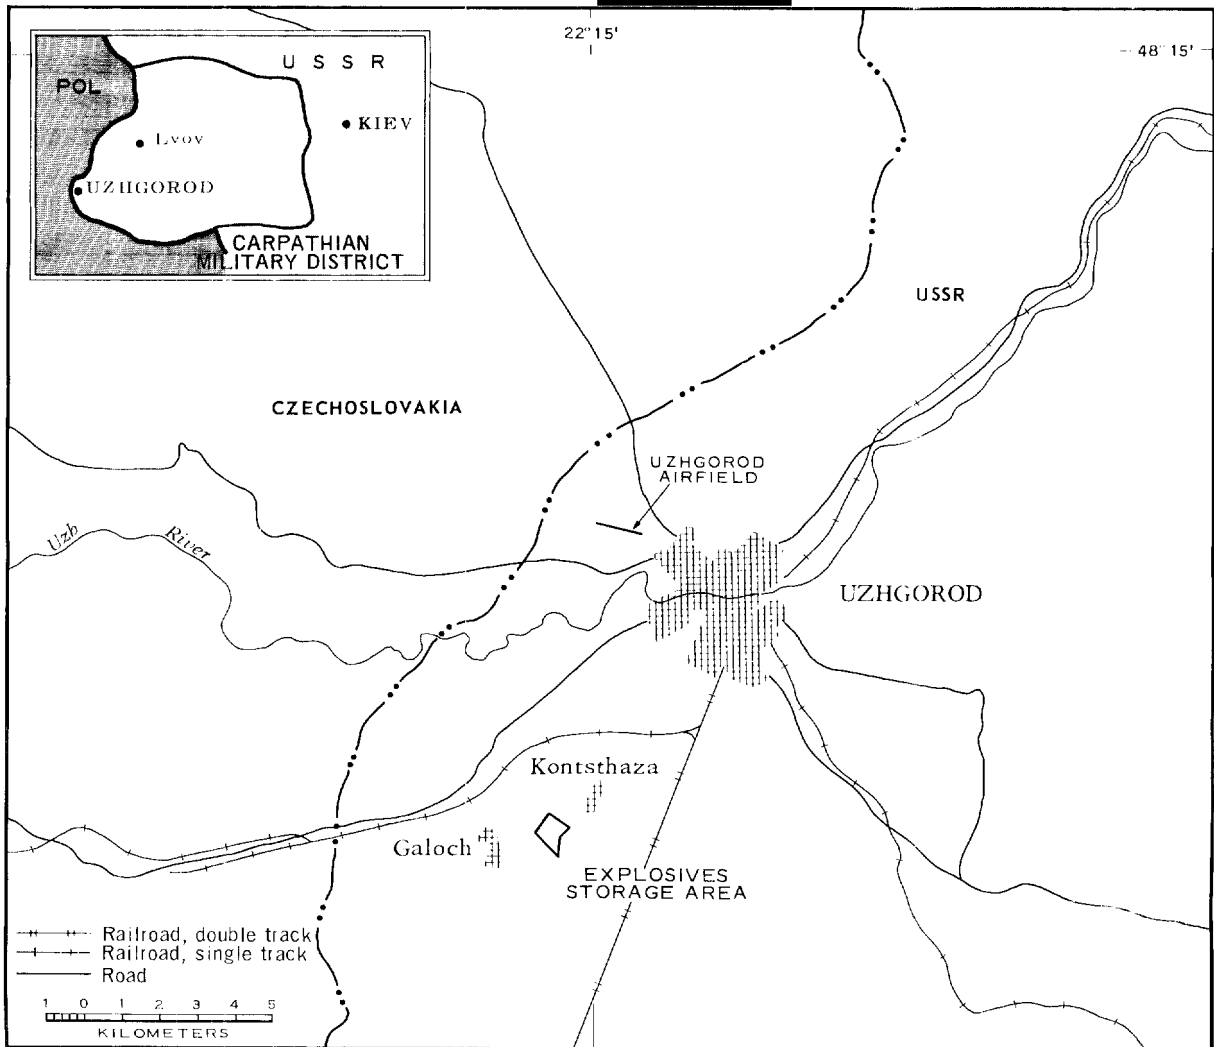 22°15'
48°15'
U S S R
POL
KIEV
Lvov
UZHGOROD
CARPATHIAN
MILITARY DISTRICT
USSR
CZECHOSLOVAKIA
UZHGOROD
AIRFIELD
Uzh River
UZHGOROD
Kontsthaza
Galoch
EXPLOSIVES
STORAGE AREA
Railroad, double track
Railroad, single track
Road
1 0 1 2 3 4 5
KILOMETERS